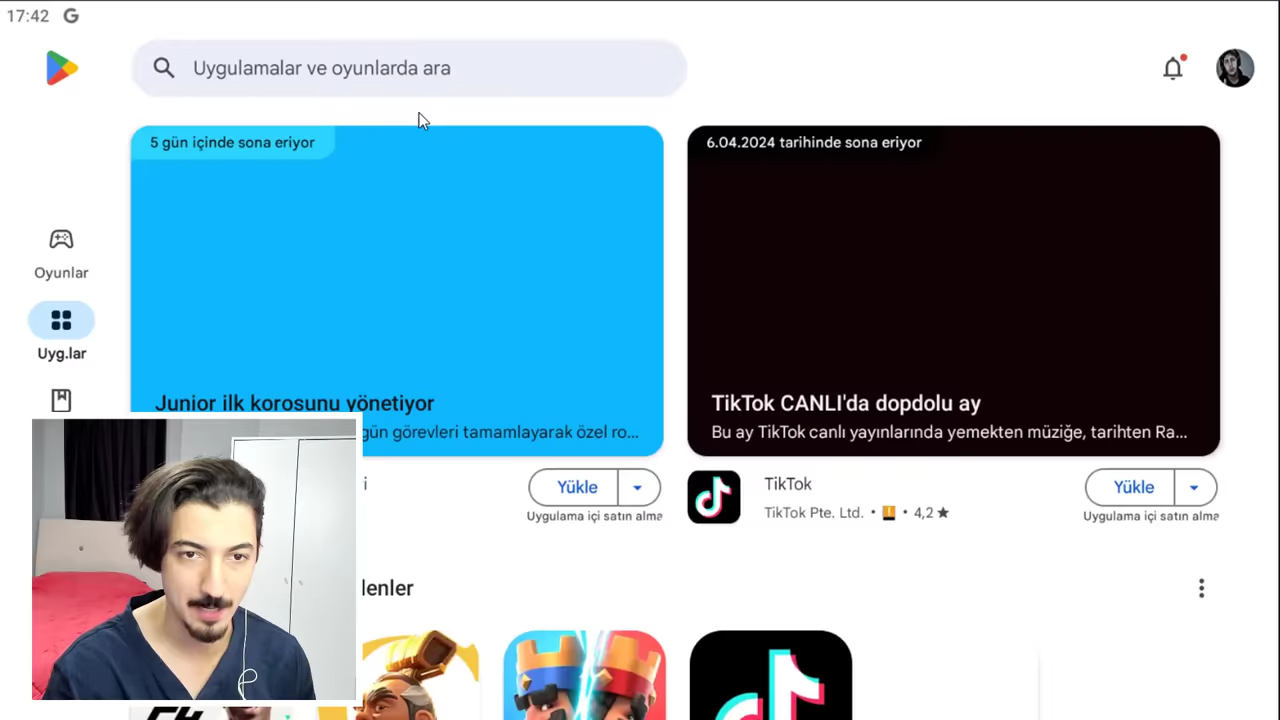 17:42
Uygulamalar ve oyunlarda ara
5 gün içinde sona eriyor
6.04.2024 tarihinde sona eriyor
Oyunlar
Uyg.lar
Junior ilk korosunu yönetiyor
gün görevleri tamamlayarak özel ro...
TikTok CANLI'da dopdolu ay
Bu ay TikTok canlı yayınlarında yemekten müziğe, tarihten Ra...
Yükle
Uygulama içi satın alma
TikTok
TikTok Pte. Ltd. • • 4,2 ★
Yükle
Uygulama içi satın alma
lenler